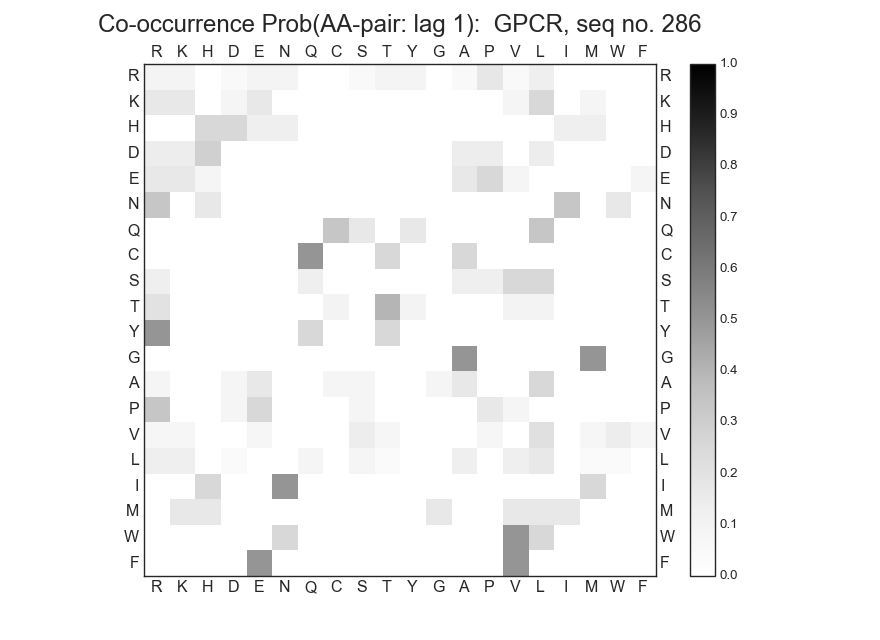 Co-occurrence Prob(AA-pair: lag 1):  GPCR, seq no. 286
R K H D E N Q C S T Y G A P V L I M W F
R R 1.0
K K 0.9
H H
D D 0.8
E E
N N 0.7
Q Q 0.6
C C
S S
T T 0.5
Y Y
G G 0.4
A A
P P 0.3
V V
L L 0.2
I I
M M 0.1
W W
F F 0.0
R K H D E N Q C S T Y G A P V L I M W F